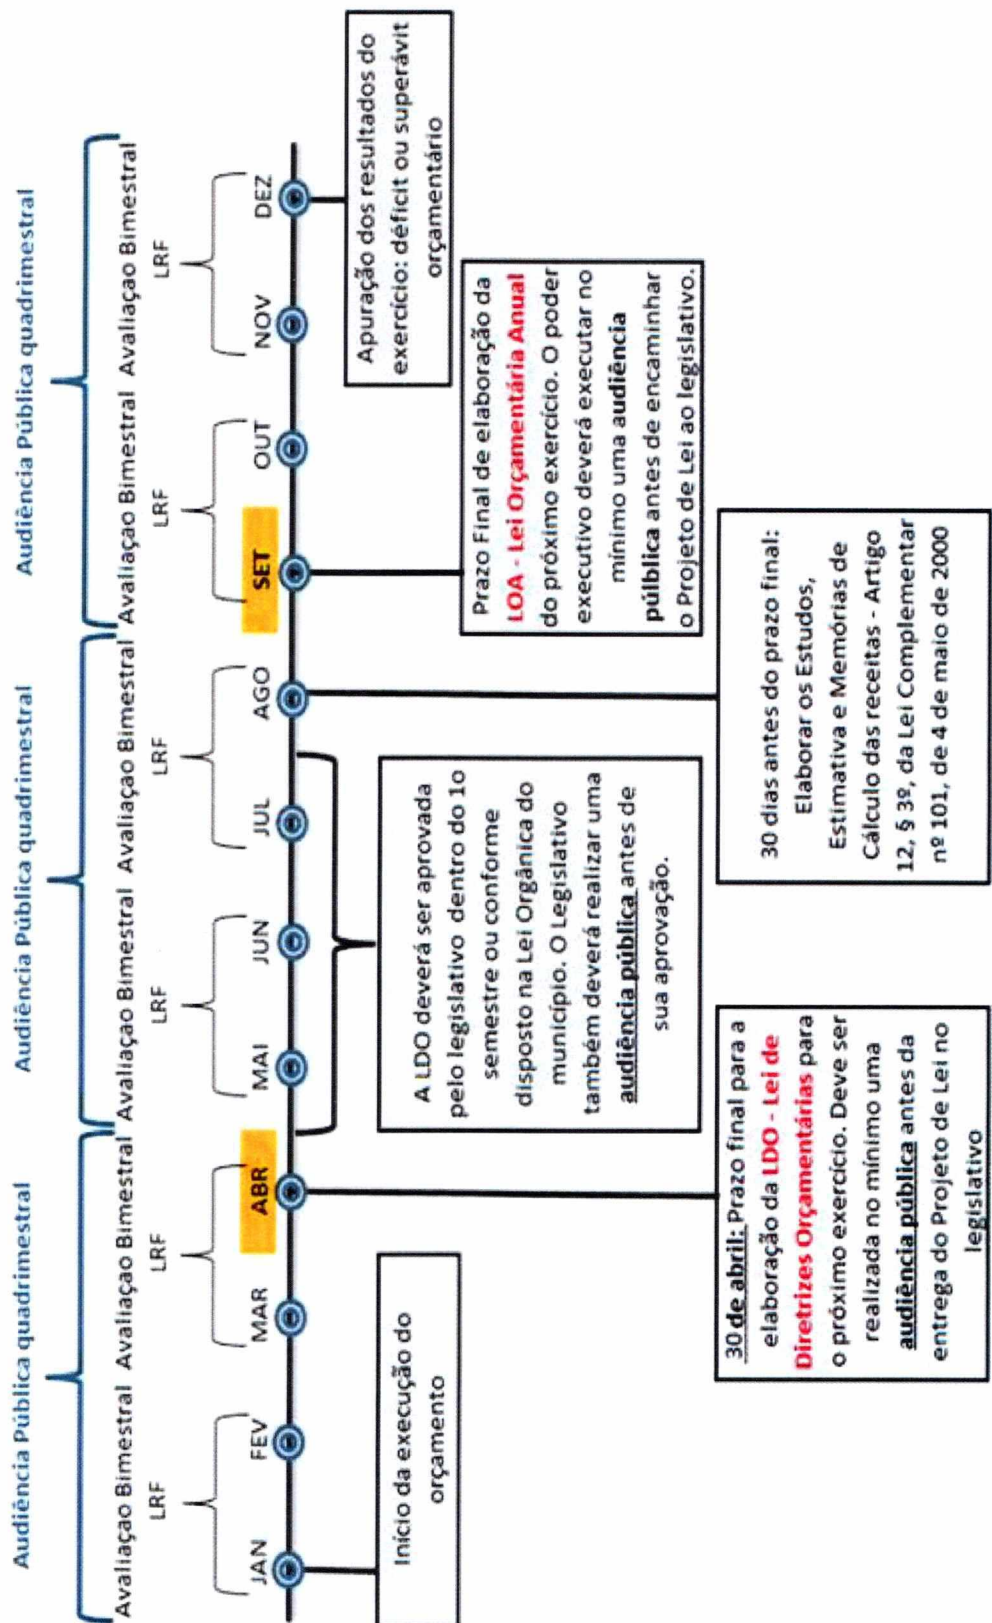 Audiência Pública quadrimestral
Audiência Pública quadrimestral
Audiência Pública quadrimestral
Avaliaçao Bimestral
Avaliaçao Bimestral
Avaliaçao Bimestral
Avaliaçao Bimestral
Avaliaçao Bimestral
Avaliaçao Bimestral
LRF
LRF
LRF
LRF
LRF
LRF
JAN
FEV
MAR
ABR
MAI
JUN
JUL
AGO
SET
OUT
NOV
DEZ
Início da execução do
orçamento
30 de abril: Prazo final para a
elaboração da LDO - Lei de
Diretrizes Orçamentárias para
o próximo exercício. Deve ser
realizada no mínimo uma
audiência pública antes da
entrega do Projeto de Lei no
legislativo
A LDO deverá ser aprovada
pelo legislativo dentro do 1o
semestre ou conforme
disposto na Lei Orgânica do
município. O Legislativo
também deverá realizar uma
audiência pública antes de
sua aprovação.
30 dias antes do prazo final:
Elaborar os Estudos,
Estimativa e Memórias de
Cálculo das receitas - Artigo
12, § 3º, da Lei Complementar
nº 101, de 4 de maio de 2000
Prazo Final de elaboração da
LOA - Lei Orçamentária Anual
do próximo exercício. O poder
executivo deverá executar no
mínimo uma audiência
púlblica antes de encaminhar
o Projeto de Lei ao legislativo.
Apuração dos resultados do
exercício: déficit ou superávit
orçamentário